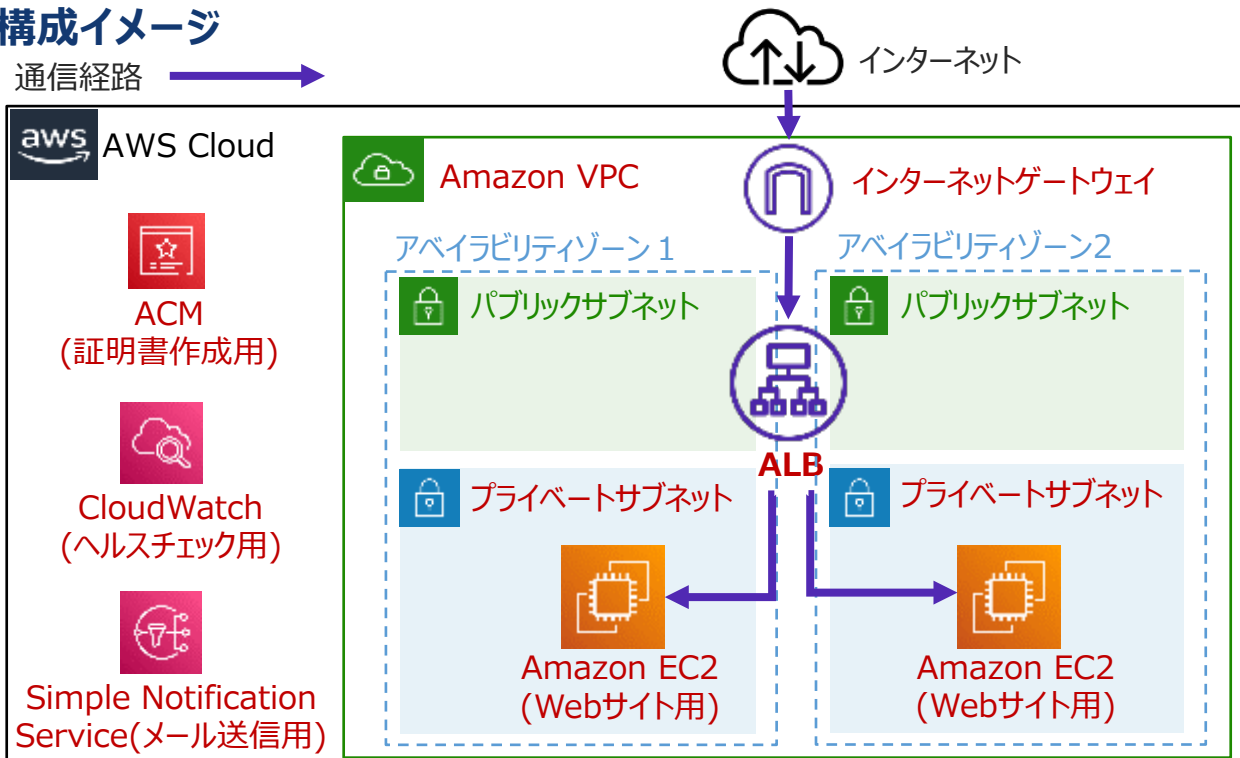 構成イメージ
通信経路
インターネット
aws
AWS Cloud
Amazon VPC
インターネットゲートウェイ
アベイラビリティゾーン 1
アベイラビリティゾーン2
パブリックサブネット
パブリックサブネット
ACM
(証明書作成用)
ALB
プライベートサブネット
プライベートサブネット
CloudWatch
(ヘルスチェック用)
Amazon EC2
(Webサイト用)
Amazon EC2
(Webサイト用)
Simple Notification
Service(メール送信用)